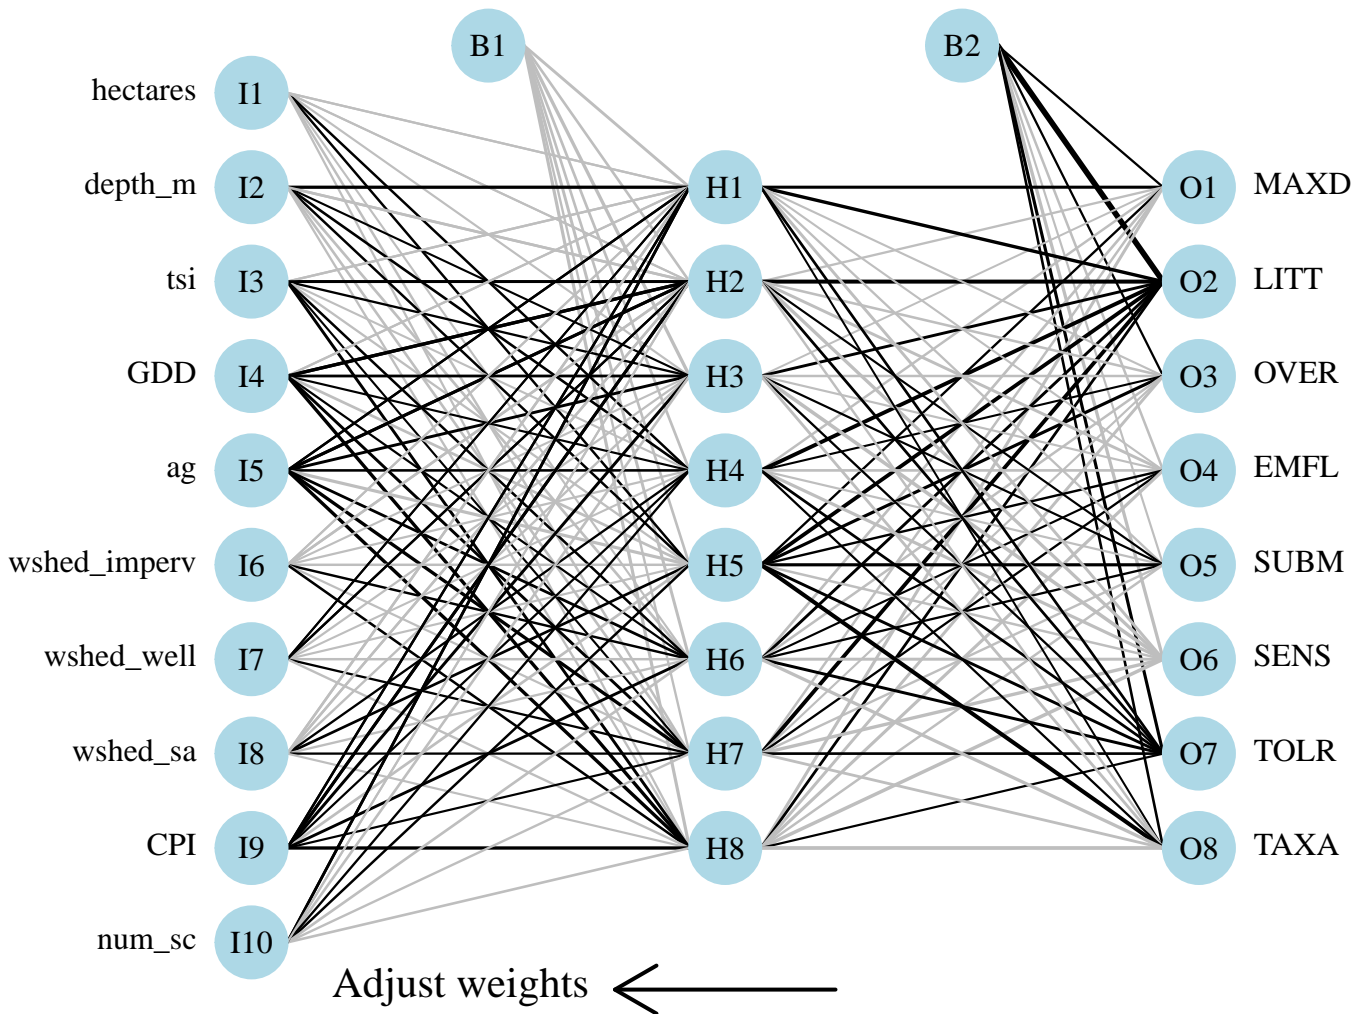 B1
B2
hectares I1
depth_m I2 H1 O1 MAXD
tsi I3 H2 O2 LITT
GDD I4 H3 O3 OVER
ag I5 H4 O4 EMFL
wshed_imperv I6 H5 O5 SUBM
wshed_well I7 H6 O6 SENS
wshed_sa I8 H7 O7 TOLR
CPI I9 H8 O8 TAXA
num_sc I10
Adjust weights